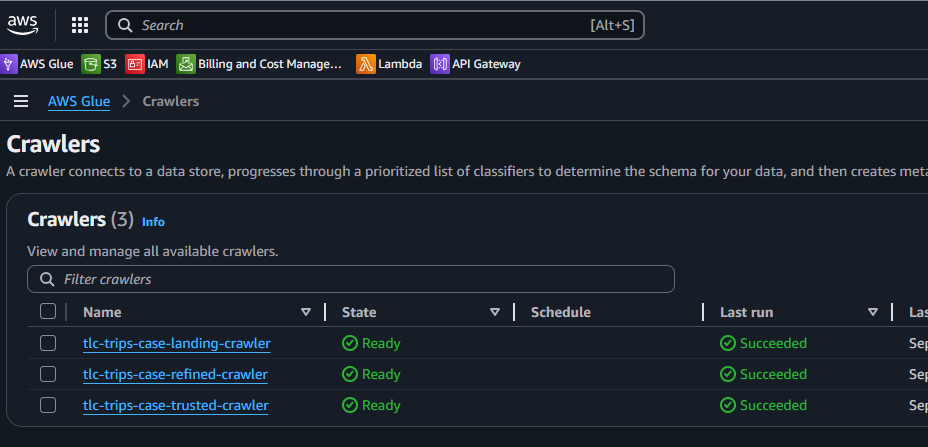 aws Search [Alt+S]
AWS Glue S3 IAM Billing and Cost Manage... Lambda API Gateway
AWS Glue > Crawlers
Crawlers
A crawler connects to a data store, progresses through a prioritized list of classifiers to determine the schema for your data, and then creates meta
Crawlers (3) Info
View and manage all available crawlers.
Filter crawlers
Name State Schedule Last run Las
tlc-trips-case-landing-crawler Ready Succeeded Sep
tlc-trips-case-refined-crawler Ready Succeeded Sep
tlc-trips-case-trusted-crawler Ready Succeeded Sep